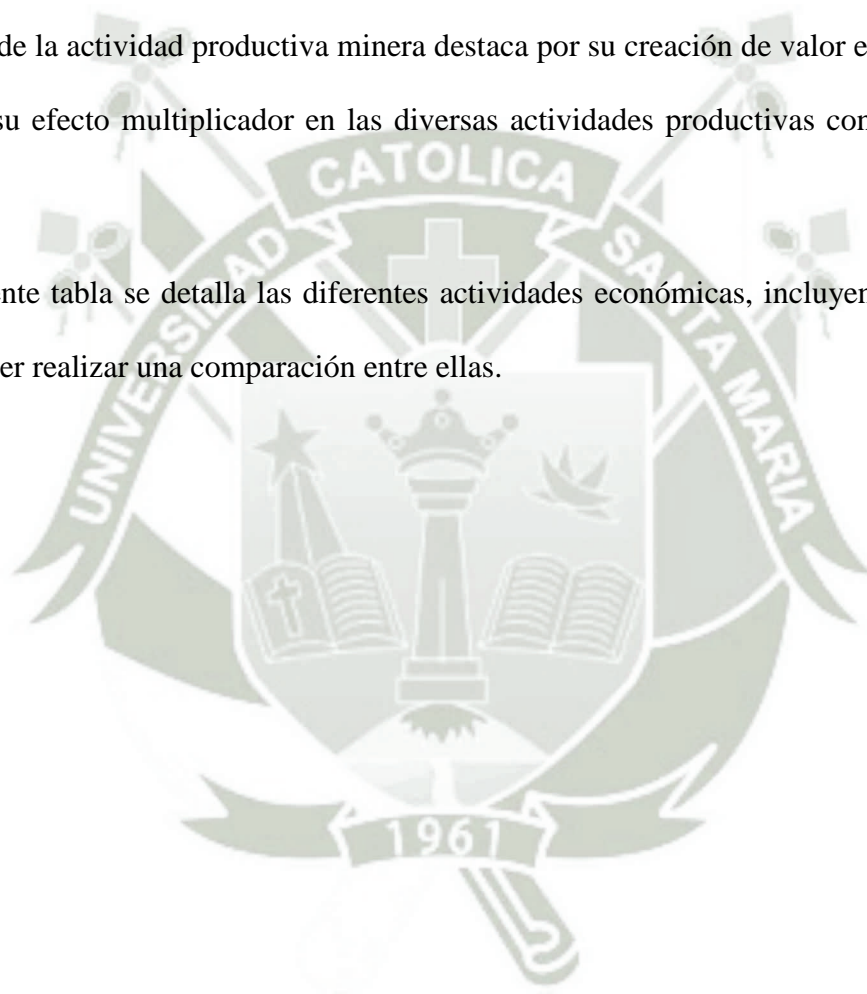 de la actividad productiva minera destaca por su creación de valor e
su efecto multiplicador en las diversas actividades productivas con
ente tabla se detalla las diferentes actividades económicas, incluyen
er realizar una comparación entre ellas.
UNIVERSIDAD CATOLICA SANTA MARIA
1961